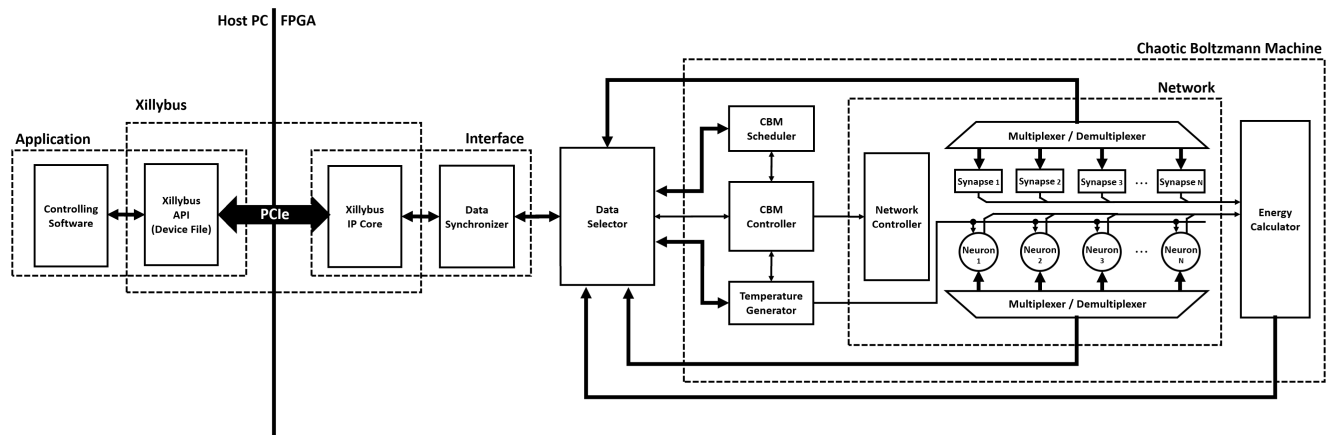 Host PC FPGA
Chaotic Boltzmann Machine
Xillybus
Network
Application
Interface
CBM
Scheduler
Multiplexer / Demultiplexer
Controlling
Software
Xillybus
API
(Device File)
PCIe
Xillybus
IP Core
Data
Synchronizer
Data
Selector
CBM
Controller
Network
Controller
Synapse 1
Synapse 2
Synapse 3
...
Synapse N
Energy
Calculator
Neuron
1
Neuron
2
Neuron
3
...
Neuron
N
Temperature
Generator
Multiplexer / Demultiplexer